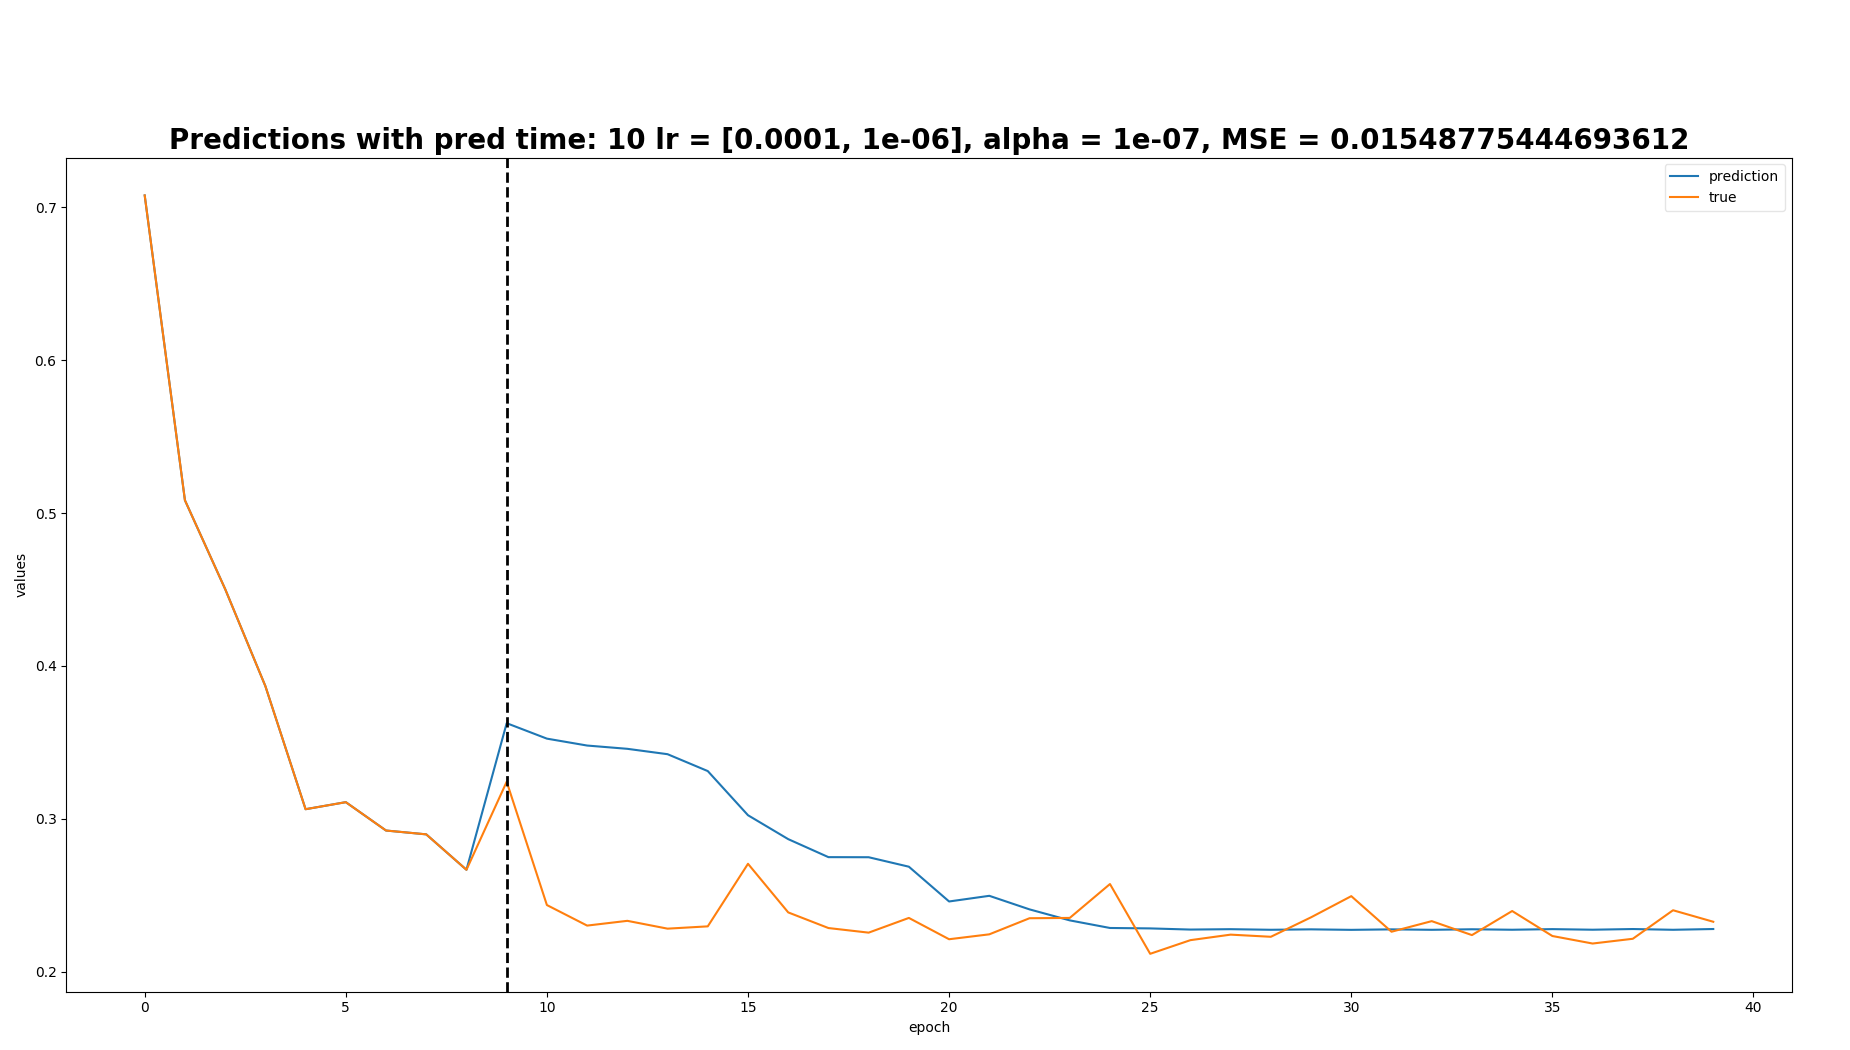 Predictions with pred time: 10 lr = [0.0001, 1e-06], alpha = 1e-07, MSE = 0.01548775444693612
prediction
true
0.7
0.6
0.5
0.4
0.3
0.2
values
0 5 10 15 20 25 30 35 40
epoch